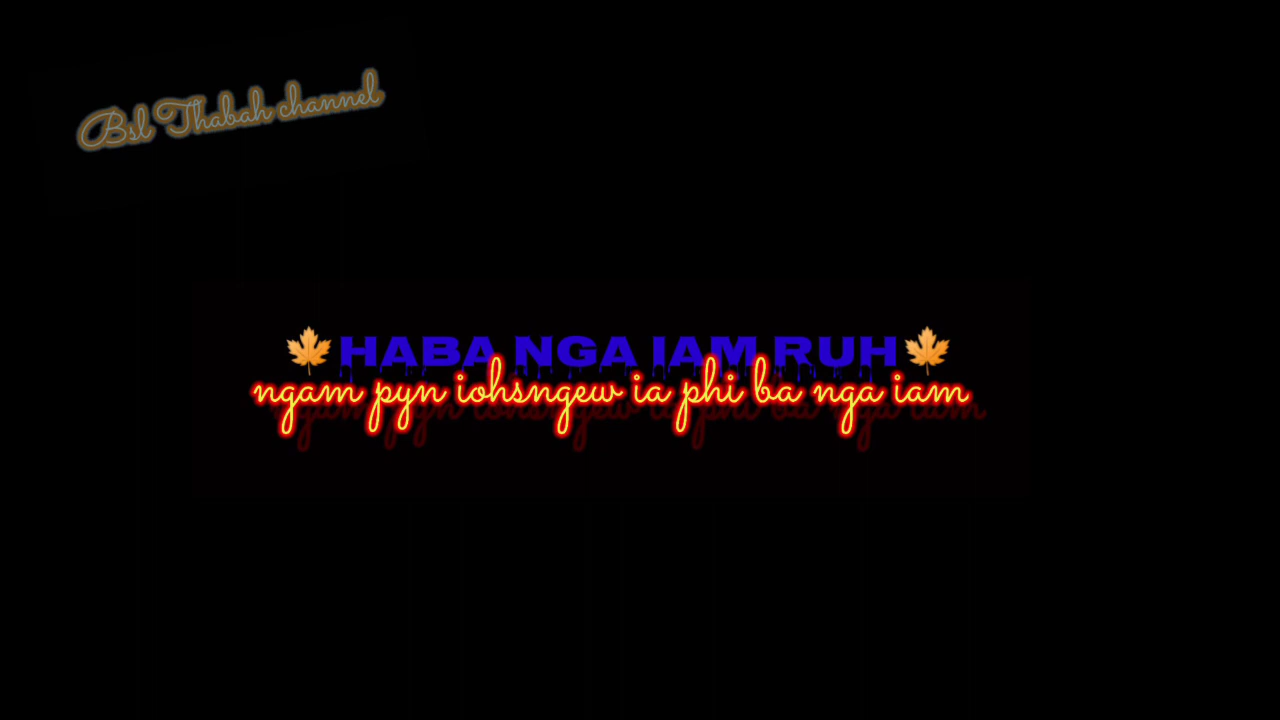 Bsl Thabah channel
🍁HABA NGA IAM RUH🍁
ngam pyn iohsngew ia phi ba nga iam